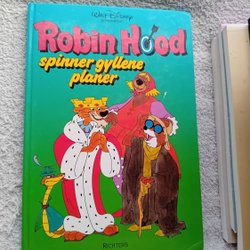 Walt Disney
Robin Hood
spinner gyllene
planer
RICHTERS